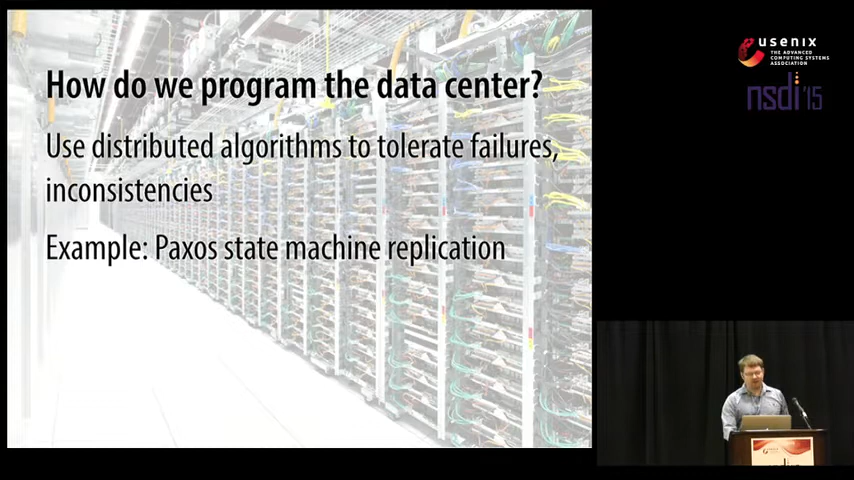 How do we program the data center?
Use distributed algorithms to tolerate failures,
inconsistencies
Example: Paxos state machine replication
usenix
THE ADVANCED
COMPUTING SYSTEMS
ASSOCIATION
nsdi '15